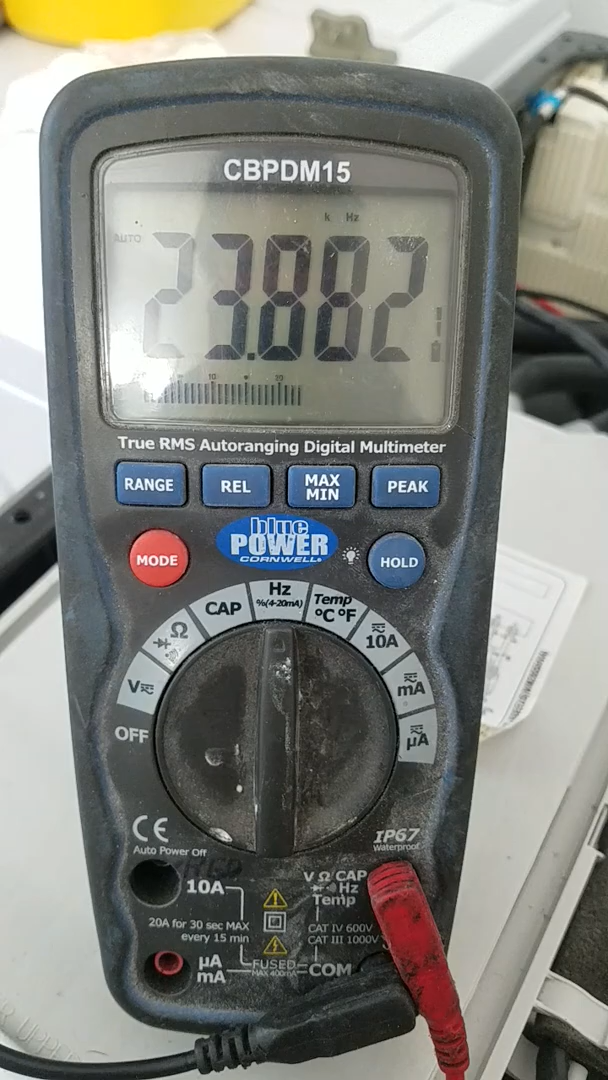 CBPDM15
k Hz
AUTO
23.882
10 20
True RMS Autoranging Digital Multimeter
RANGE REL MAX MIN PEAK
MODE blue POWER CORNWELL HOLD
Hz
%(4-20mA)
CAP Temp °C °F
Ω 10A
V mA
OFF µA
CE IP67
Auto Power Off Waterproof
10A V Ω CAP
Hz
Temp
20A for 30 sec MAX
every 15 min
CAT IV 600V
CAT III 1000V
µA
mA
FUSED
MAX 400mA
COM